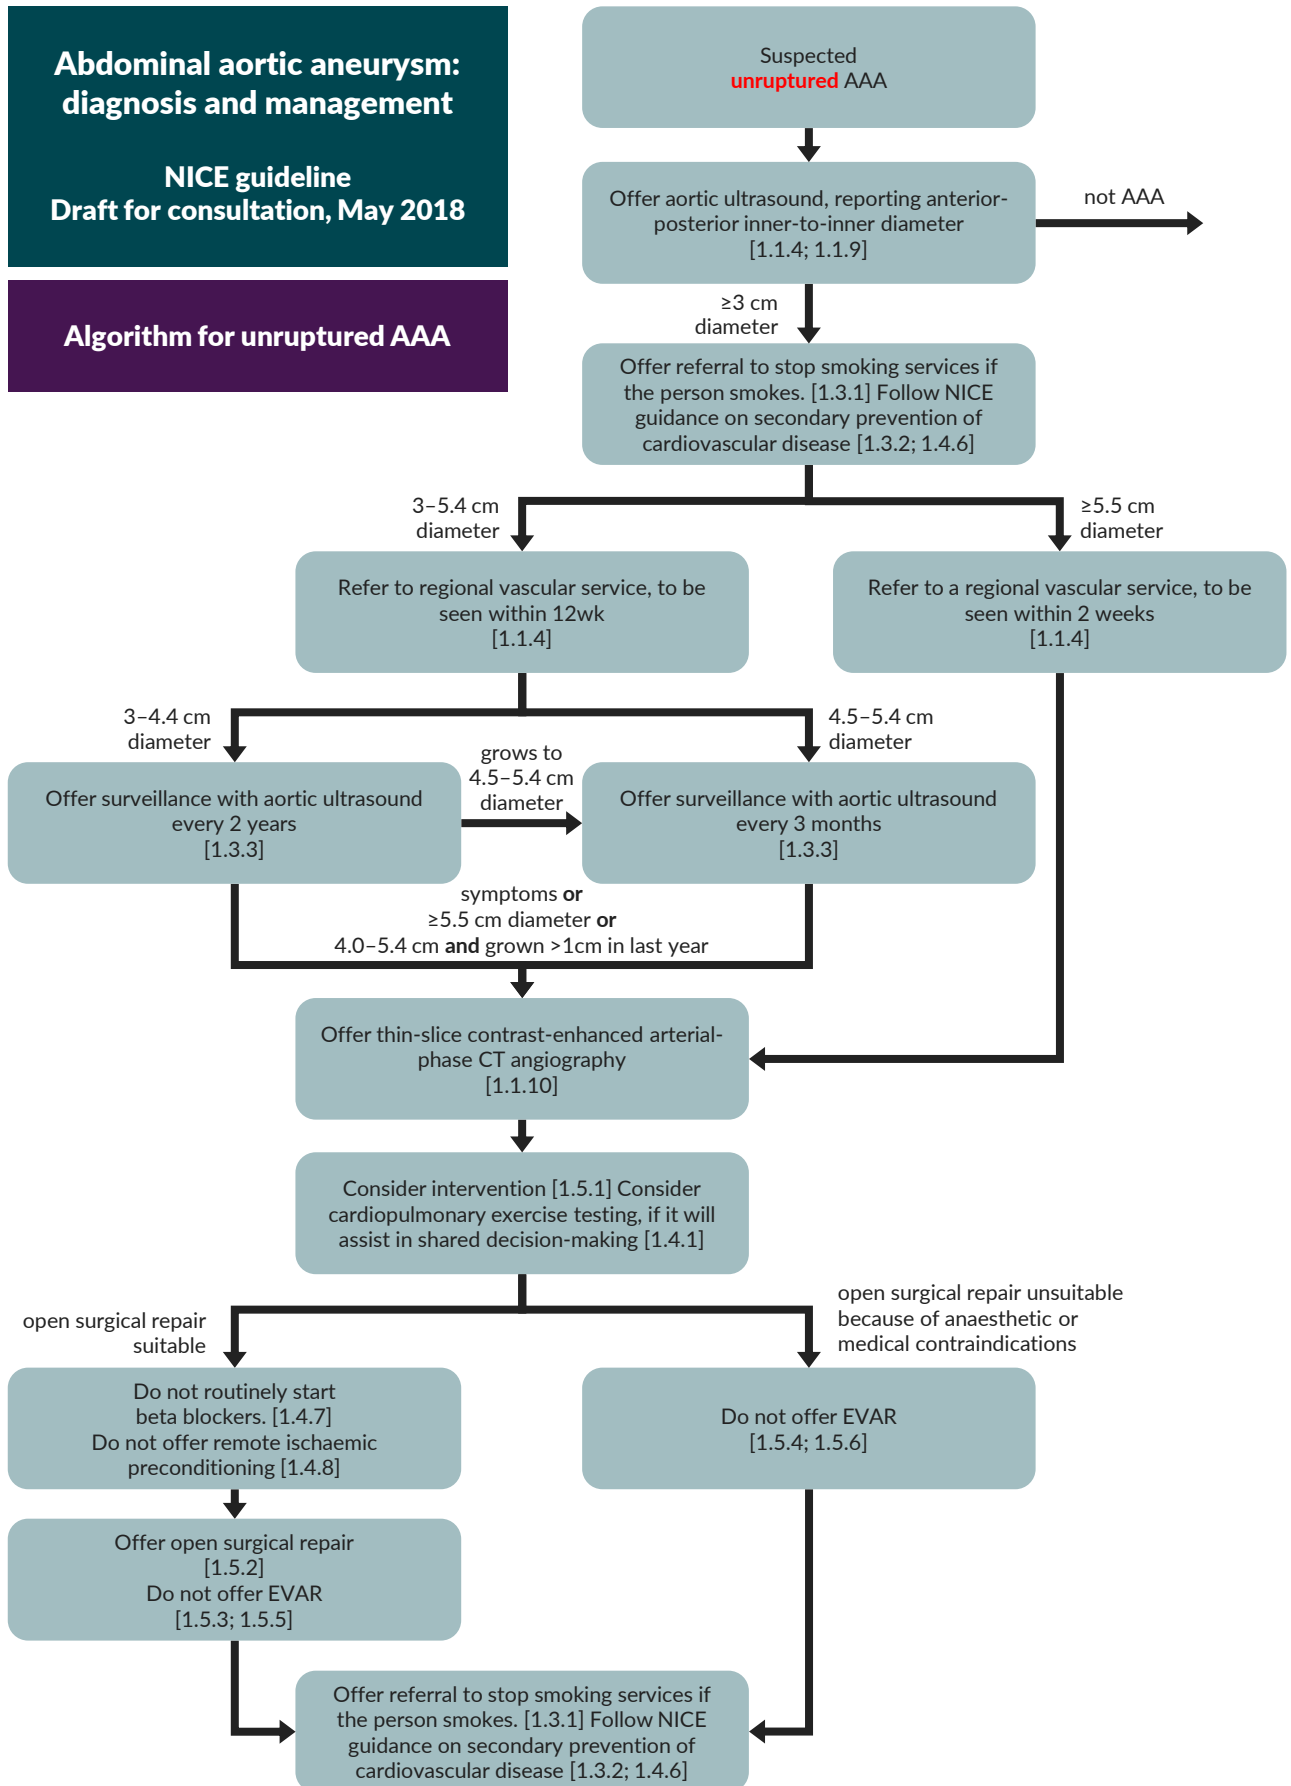 Abdominal aortic aneurysm:
diagnosis and management
NICE guideline
Draft for consultation, May 2018
Algorithm for unruptured AAA
Suspected
unruptured AAA
Offer aortic ultrasound, reporting anterior-
posterior inner-to-inner diameter
[1.1.4; 1.1.9]
not AAA
≥3 cm
diameter
Offer referral to stop smoking services if
the person smokes. [1.3.1] Follow NICE
guidance on secondary prevention of
cardiovascular disease [1.3.2; 1.4.6]
3–5.4 cm
diameter
≥5.5 cm
diameter
Refer to regional vascular service, to be
seen within 12wk
[1.1.4]
Refer to a regional vascular service, to be
seen within 2 weeks
[1.1.4]
3–4.4 cm
diameter
4.5–5.4 cm
diameter
Offer surveillance with aortic ultrasound
every 2 years
[1.3.3]
grows to
4.5–5.4 cm
diameter
Offer surveillance with aortic ultrasound
every 3 months
[1.3.3]
symptoms or
≥5.5 cm diameter or
4.0–5.4 cm and grown >1cm in last year
Offer thin-slice contrast-enhanced arterial-
phase CT angiography
[1.1.10]
Consider intervention [1.5.1] Consider
cardiopulmonary exercise testing, if it will
assist in shared decision-making [1.4.1]
open surgical repair
suitable
open surgical repair unsuitable
because of anaesthetic or
medical contraindications
Do not routinely start
beta blockers. [1.4.7]
Do not offer remote ischaemic
preconditioning [1.4.8]
Do not offer EVAR
[1.5.4; 1.5.6]
Offer open surgical repair
[1.5.2]
Do not offer EVAR
[1.5.3; 1.5.5]
Offer referral to stop smoking services if
the person smokes. [1.3.1] Follow NICE
guidance on secondary prevention of
cardiovascular disease [1.3.2; 1.4.6]